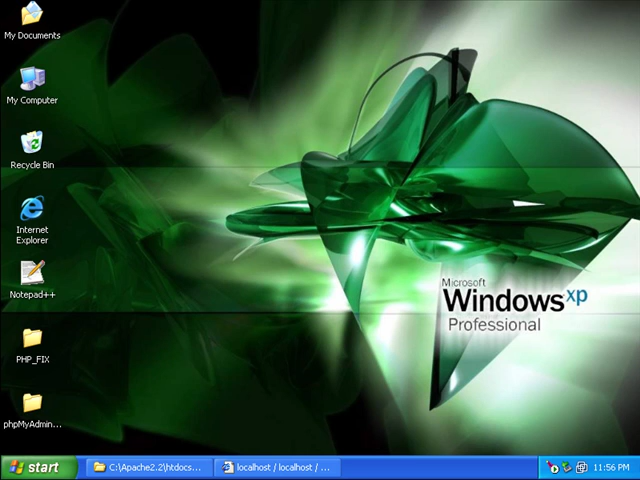 My Documents
My Computer
Recycle Bin
Internet
Explorer
Notepad++
PHP_FIX
phpMyAdmin...
Microsoft
Windows xp
Professional
start
C:\Apache2.2\htdocs...
localhost / localhost / ...
11:56 PM